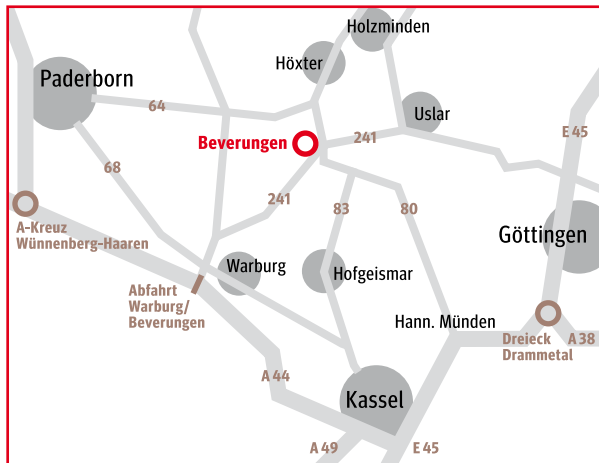 Holzminden
Höxter
Paderborn
64
Uslar
E 45
Beverungen
241
68
241
83
80
A-Kreuz
Wünnenberg-Haaren
Göttingen
Warburg
Hofgeismar
Abfahrt
Warburg/
Beverungen
Hann. Münden
Dreieck
Drammetal
A 38
A 44
Kassel
A 49
E 45